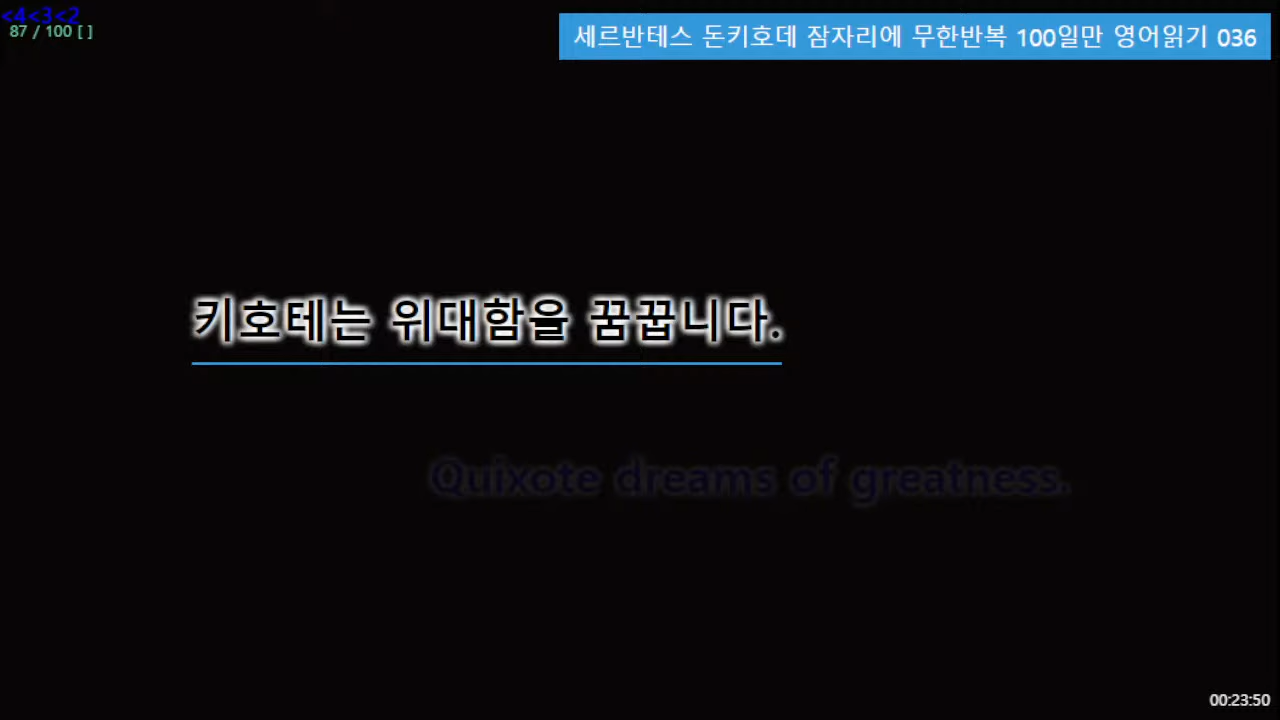 <4<3<2
87 / 100 [ ]
세르반테스 돈키호데 잠자리에 무한반복 100일만 영어읽기 036
키호테는 위대함을 꿈꿉니다.
Quixote dreams of greatness.
00:23:50